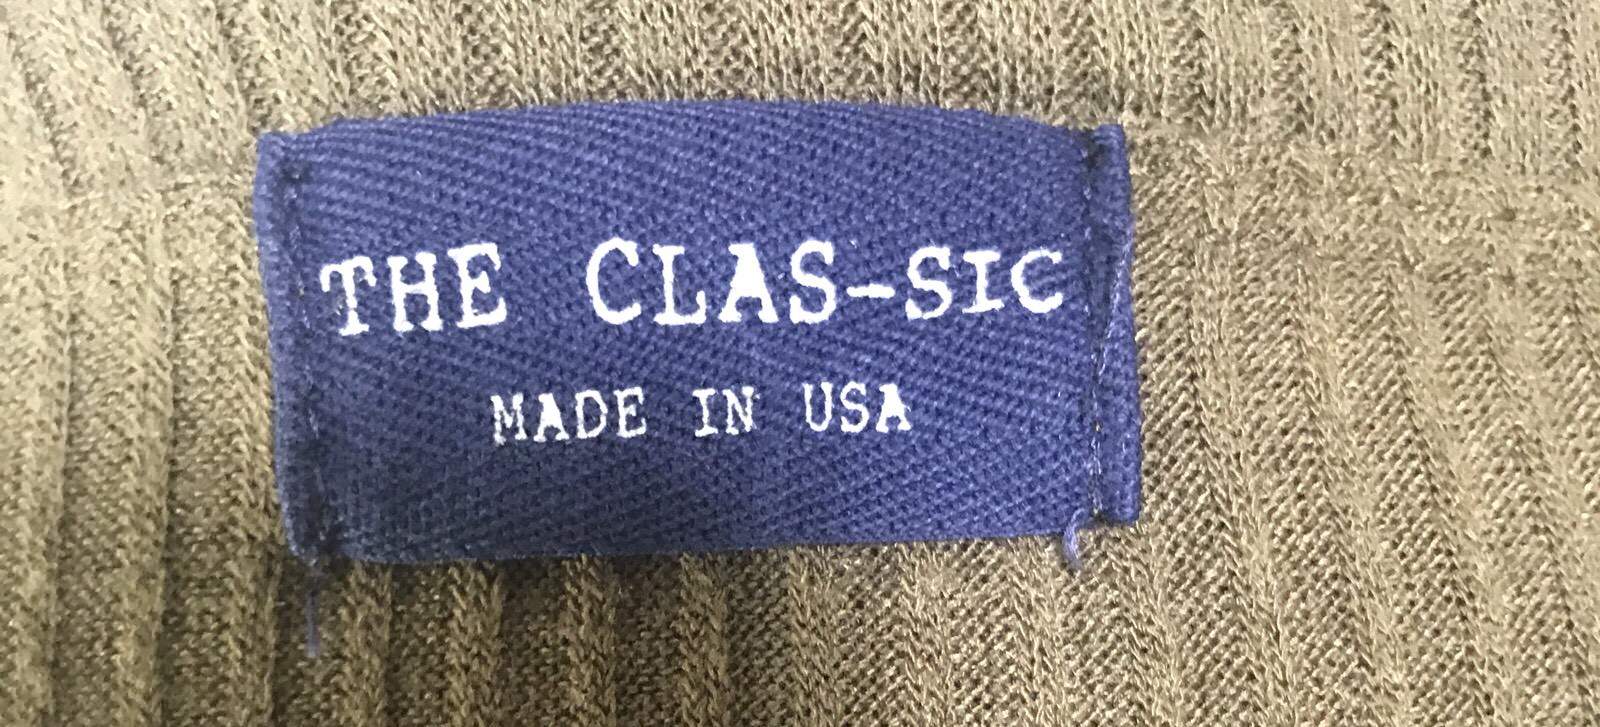 THE CLAS-SIC
MADE IN USA